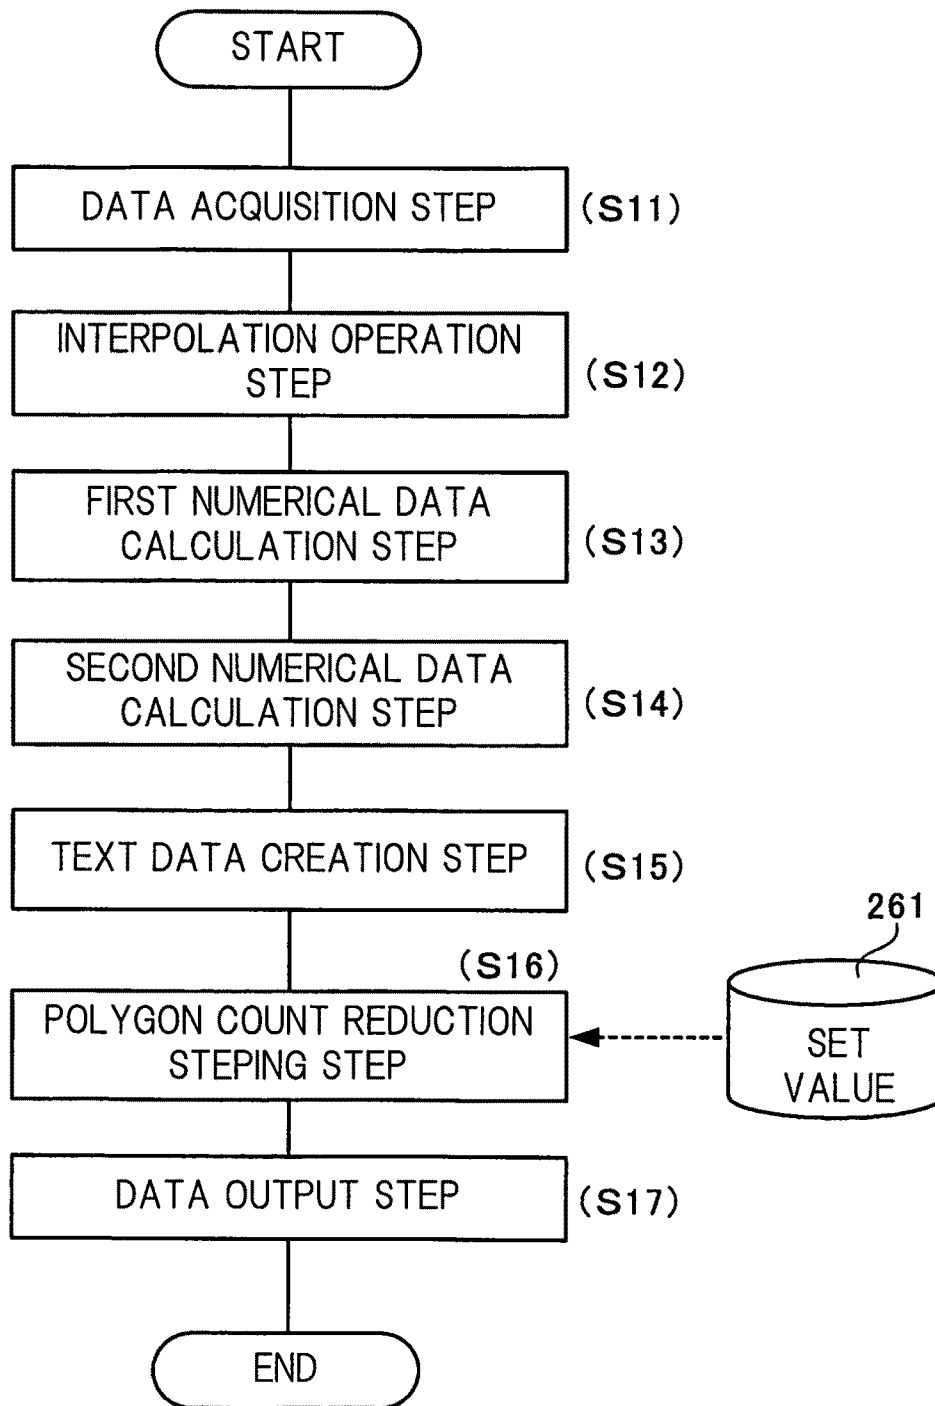 START
DATA ACQUISITION STEP
(S11)
INTERPOLATION OPERATION
STEP
(S12)
FIRST NUMERICAL DATA
CALCULATION STEP
(S13)
SECOND NUMERICAL DATA
CALCULATION STEP
(S14)
TEXT DATA CREATION STEP
(S15)
261
(S16)
POLYGON COUNT REDUCTION
STEPING STEP
SET
VALUE
DATA OUTPUT STEP
(S17)
END